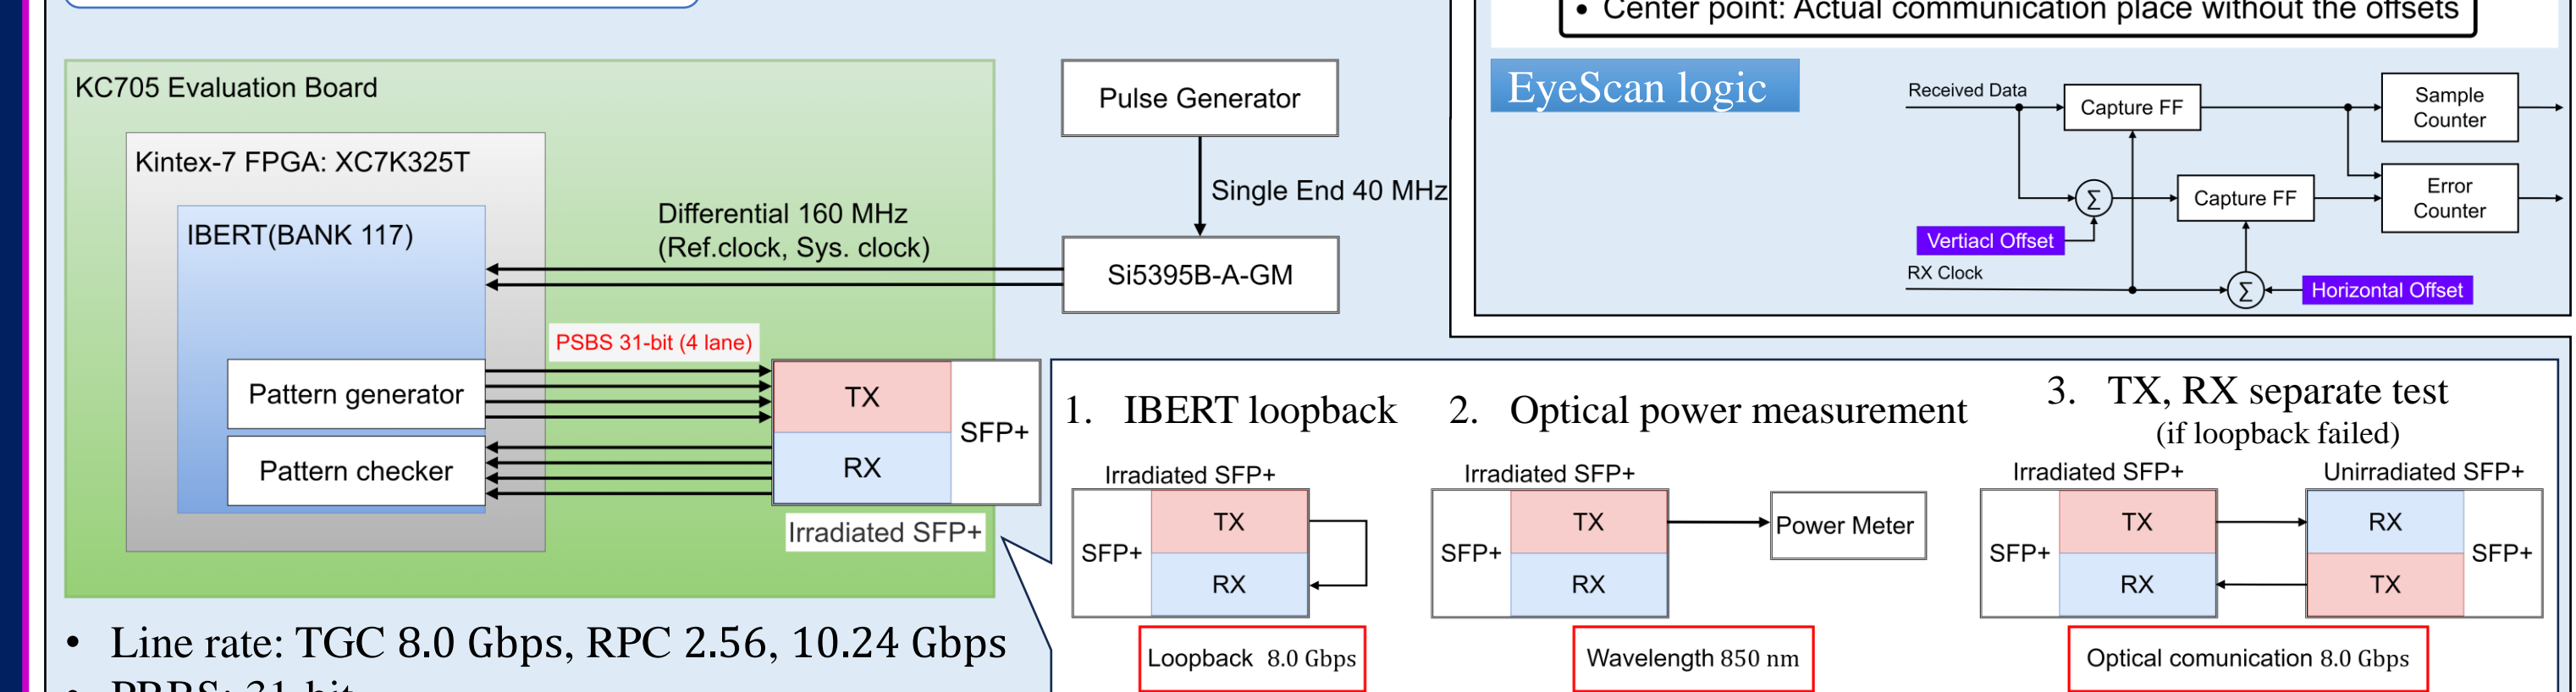 • Center point: Actual communication place without the offsets
KC705 Evaluation Board
Kintex-7 FPGA: XC7K325T
IBERT(BANK 117)
Differential 160 MHz
(Ref.clock, Sys. clock)
Pulse Generator
Single End 40 MHz
Si5395B-A-GM
PSBS 31-bit (4 lane)
Pattern generator
Pattern checker
TX
RX
SFP+
Irradiated SFP+
• Line rate: TGC 8.0 Gbps, RPC 2.56, 10.24 Gbps
• PRBS: 31-bit
EyeScan logic
Received Data
Capture FF
Sample
Counter
Σ
Capture FF
Error
Counter
Vertiacl Offset
RX Clock
Σ
Horizontal Offset
1. IBERT loopback
Irradiated SFP+
SFP+
TX
RX
Loopback 8.0 Gbps
2. Optical power measurement
Irradiated SFP+
SFP+
TX
RX
Power Meter
Wavelength 850 nm
3. TX, RX separate test
(if loopback failed)
Irradiated SFP+
Unirradiated SFP+
SFP+
TX
RX
RX
TX
SFP+
Optical comunication 8.0 Gbps